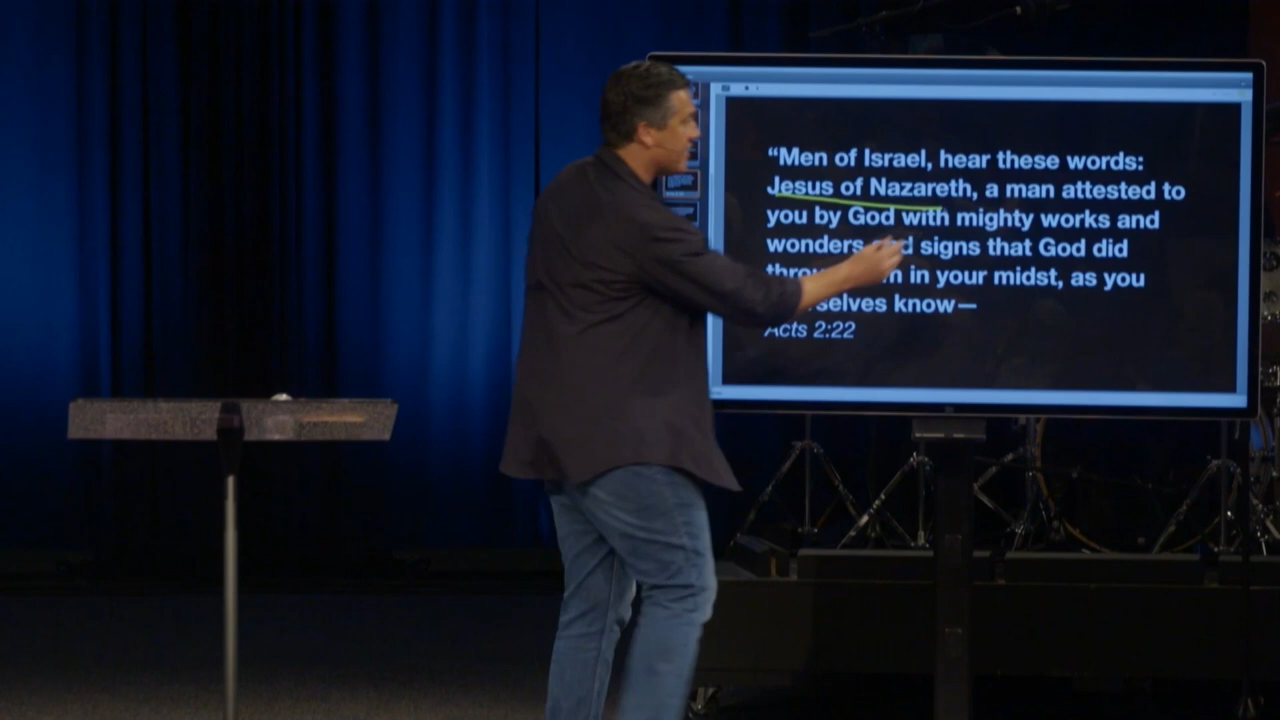 “Men of Israel, hear these words:
Jesus of Nazareth, a man attested to
you by God with mighty works and
wonders signs that God did
in your midst, as you
know—
Acts 2:22